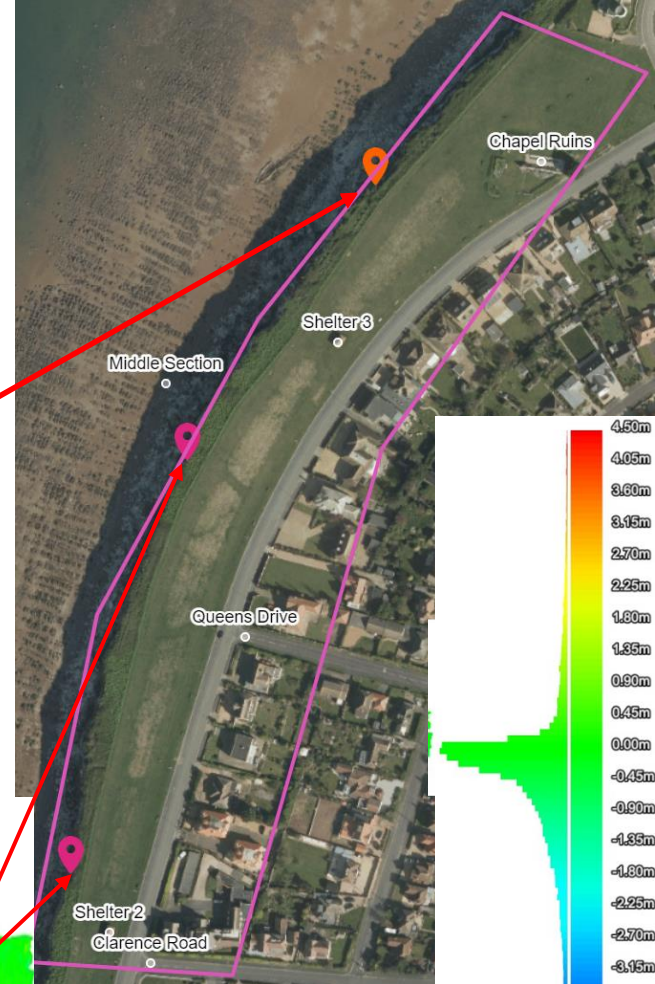 Chapel Ruins
Shelter 3
Middle Section
Queens Drive
Shelter 2
Clarence Road
4.50m
4.05m
3.60m
3.15m
2.70m
2.25m
1.80m
1.35m
0.90m
0.45m
0.00m
-0.45m
-0.90m
-1.35m
-1.80m
-2.25m
-2.70m
-3.15m